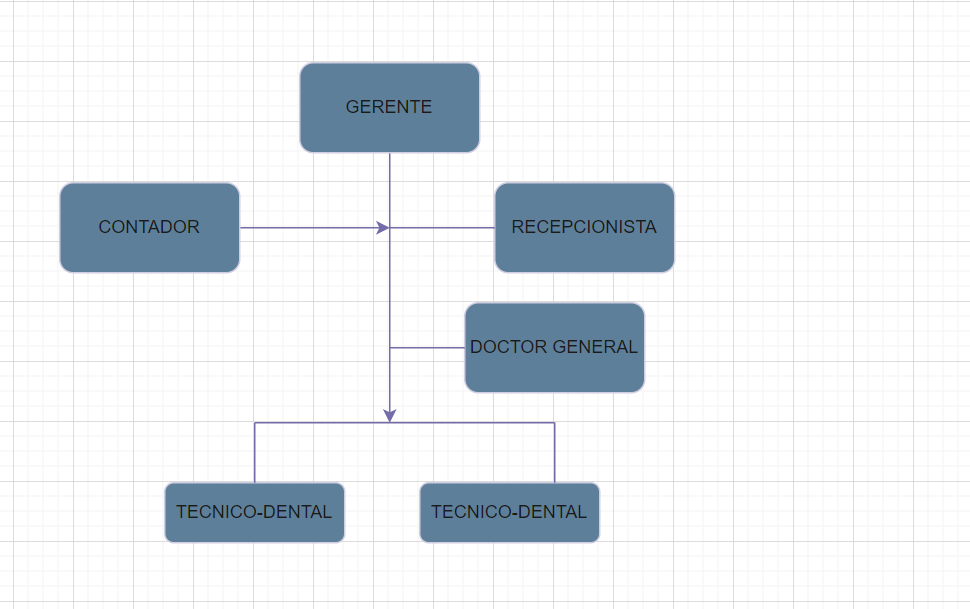 GERENTE
CONTADOR
RECEPCIONISTA
DOCTOR GENERAL
TECNICO-DENTAL
TECNICO-DENTAL